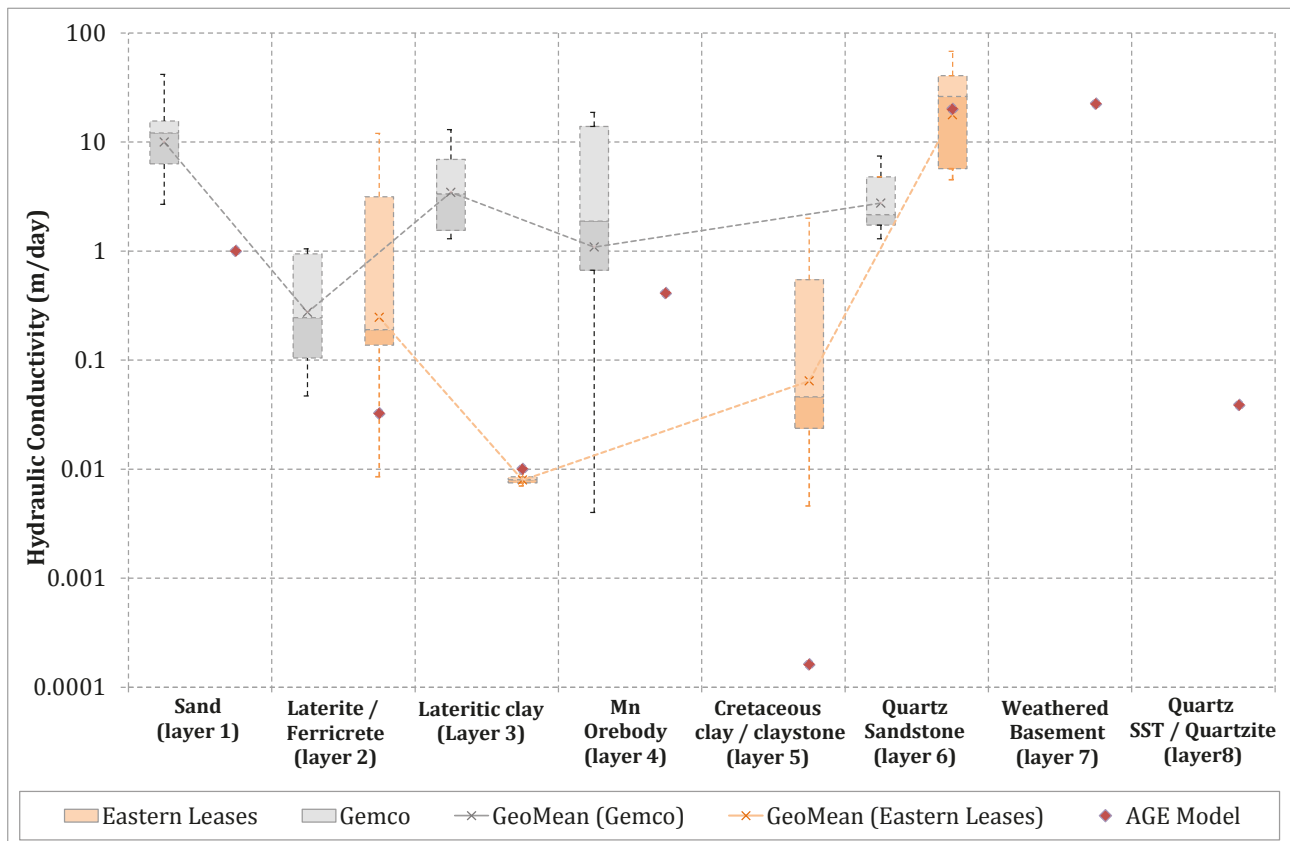 100
10
1
0.1
0.01
0.001
0.0001
Hydraulic Conductivity (m/day)
Sand
(layer 1)
Laterite /
Ferricrete
(layer 2)
Lateritic clay
(Layer 3)
Mn
Orebody
(layer 4)
Cretaceous
clay / claystone
(layer 5)
Quartz
Sandstone
(layer 6)
Weathered
Basement
(layer 7)
Quartz
SST / Quartzite
(layer8)
Eastern Leases
Gemco
GeoMean (Gemco)
GeoMean (Eastern Leases)
AGE Model